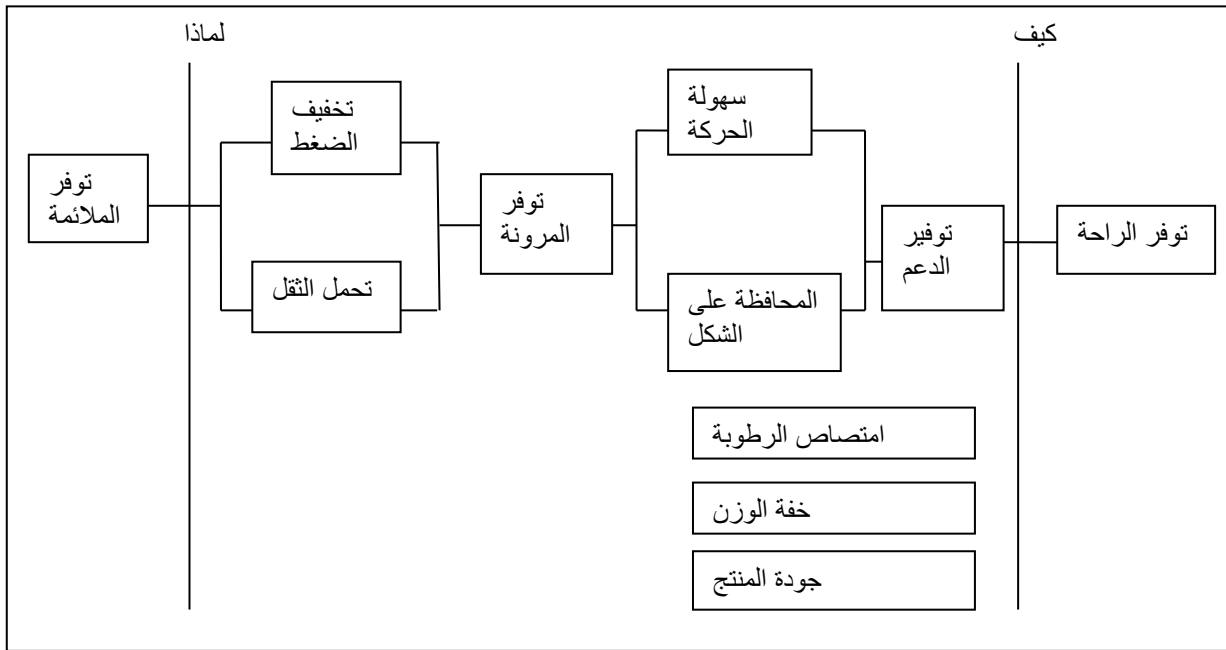 كيف
لماذا
توفر الراحة
توفير
الدعم
سهولة
الحركة
المحافظة على
الشكل
توفر
المرونة
تخفيف
الضغط
تحمل الثقل
توفر
الملائمة
امتصاص الرطوبة
خفة الوزن
جودة المنتج